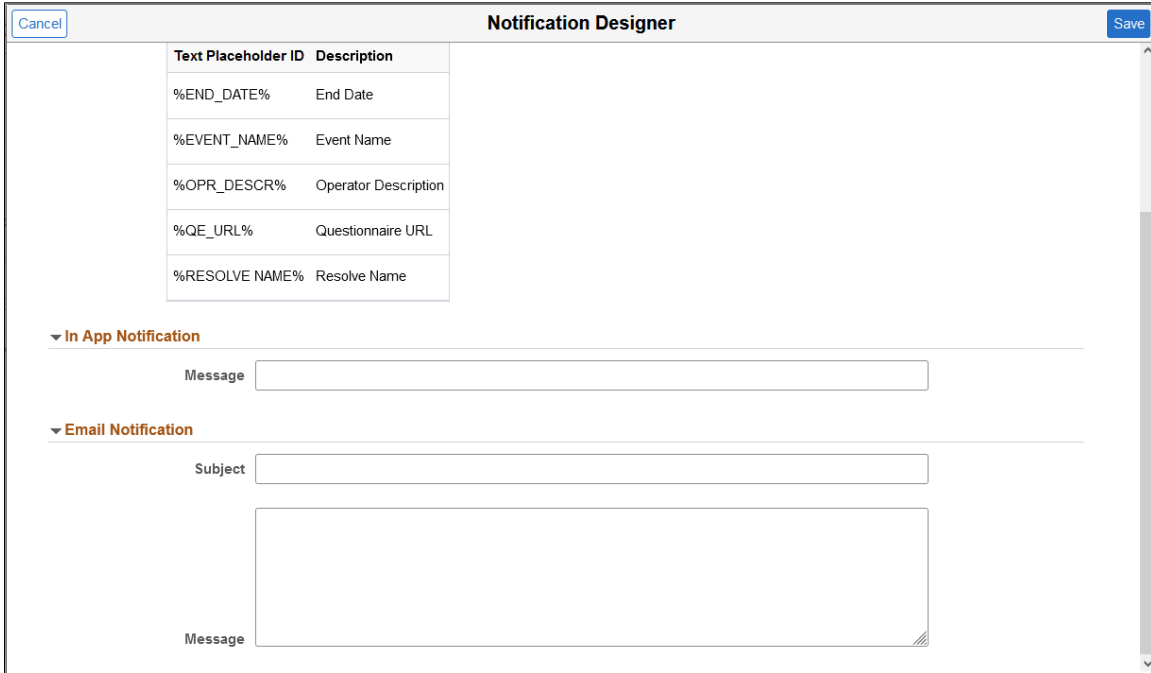 Cancel Notification Designer Save
Text Placeholder ID Description
%END_DATE% End Date
%EVENT_NAME% Event Name
%OPR_DESCR% Operator Description
%QE_URL% Questionnaire URL
%RESOLVE NAME% Resolve Name
In App Notification
Message
Email Notification
Subject
Message